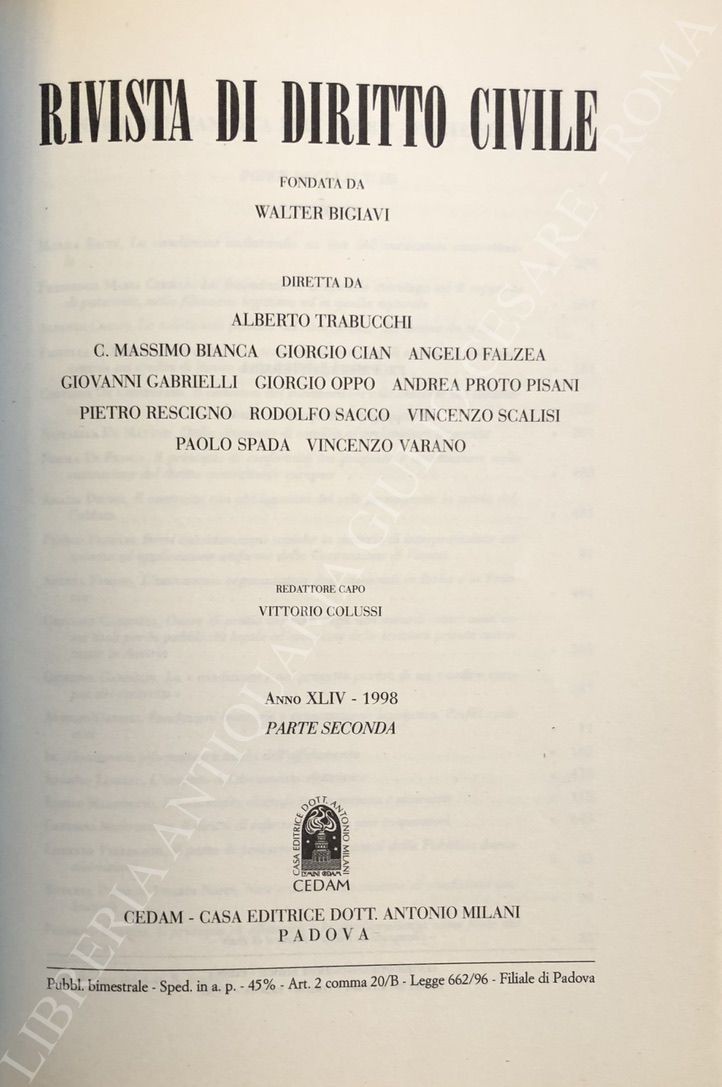 RIVISTA DI DIRITTO CIVILE
FONDATA DA
WALTER BIGIAVI
DIRETTA DA
ALBERTO TRABUCCHI
C. MASSIMO BIANCA GIORGIO CIAN ANGELO FALZEA
GIOVANNI GABRIELLI GIORGIO OPPO ANDREA PROTO PISANI
PIETRO RESCIGNO RODOLFO SACCO VINCENZO SCALISI
PAOLO SPADA VINCENZO VARANO
REDATTORE CAPO
VITTORIO COLUSSI
ANNO XLIV - 1998
PARTE SECONDA
CASA EDITRICE DOTT. ANTONIO MILANI
CEDAM
CEDAM - CASA EDITRICE DOTT. ANTONIO MILANI
PADOVA
Pubbl. bimestrale - Sped. in a. p. - 45% - Art. 2 comma 20/B - Legge 662/96 - Filiale di Padova
LIBRERIA ANTIQUARIA GIULIO CESARE - ROMA